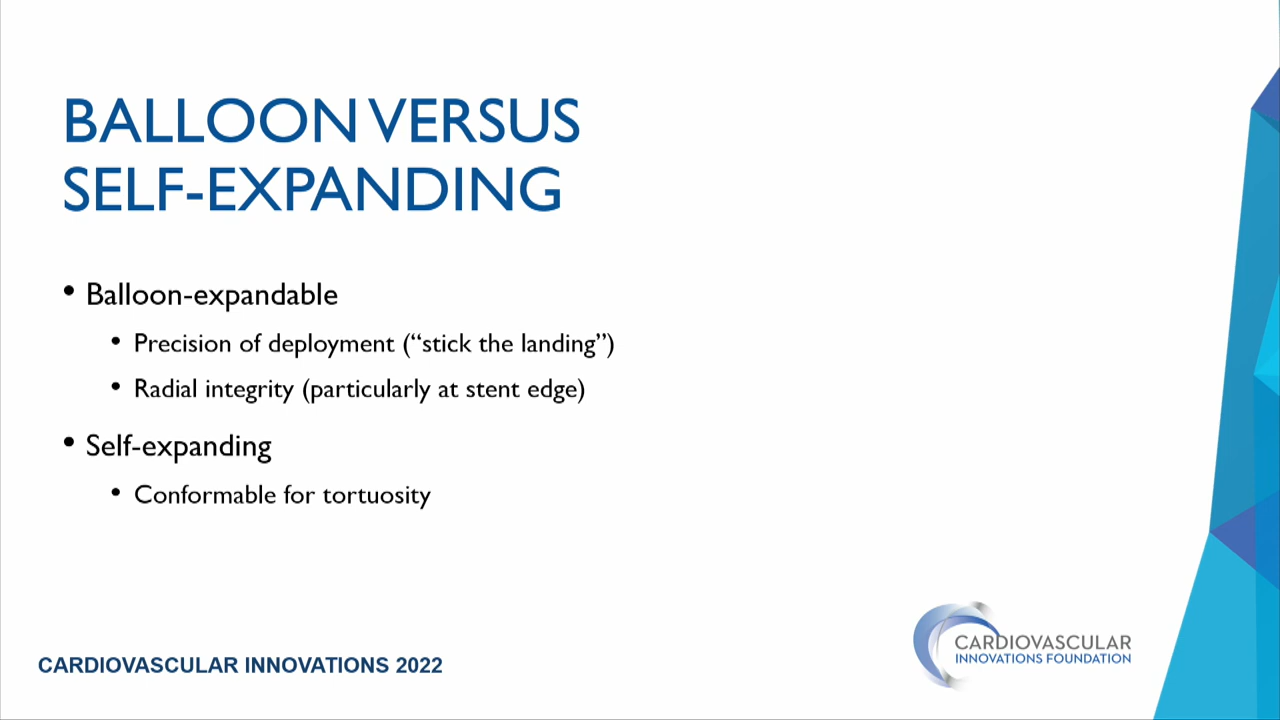 BALLOON VERSUS
SELF-EXPANDING
• Balloon-expandable
• Precision of deployment (“stick the landing”)
• Radial integrity (particularly at stent edge)
• Self-expanding
• Conformable for tortuosity
CARDIOVASCULAR INNOVATIONS 2022
CARDIOVASCULAR
INNOVATIONS FOUNDATION